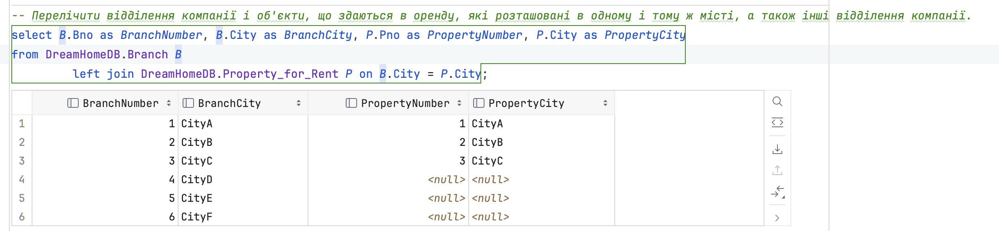 -- Перелічити відділення компанії і об'єкти, що здаються в оренду, які розташовані в одному і тому ж місті, а також інші відділення компанії.
select B.Bno as BranchNumber, B.City as BranchCity, P.Pno as PropertyNumber, P.City as PropertyCity
from DreamHomeDB.Branch B
left join DreamHomeDB.Property_for_Rent P on B.City = P.City;
BranchNumber BranchCity PropertyNumber PropertyCity
1 1 CityA 1 CityA
2 2 CityB 2 CityB
3 3 CityC 3 CityC
4 4 CityD <null> <null>
5 5 CityE <null> <null>
6 6 CityF <null> <null>